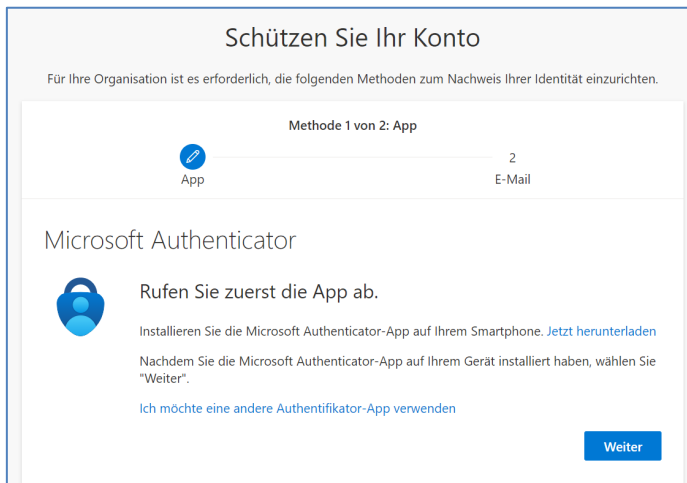 Schützen Sie Ihr Konto
Für Ihre Organisation ist es erforderlich, die folgenden Methoden zum Nachweis Ihrer Identität einzurichten.
Methode 1 von 2: App
App
2
E-Mail
Microsoft Authenticator
Rufen Sie zuerst die App ab.
Installieren Sie die Microsoft Authenticator-App auf Ihrem Smartphone. Jetzt herunterladen
Nachdem Sie die Microsoft Authenticator-App auf Ihrem Gerät installiert haben, wählen Sie
"Weiter".
Ich möchte eine andere Authentifikator-App verwenden
Weiter